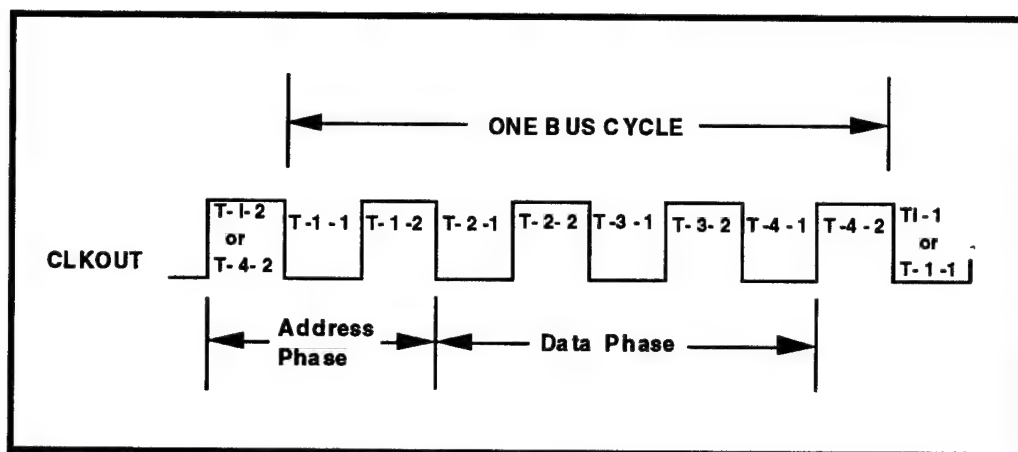 ONE BUS CYCLE
T-I-2
or
T-4-2
T-1-1
T-1-2
T-2-1
T-2-2
T-3-1
T-3-2
T-4-1
T-4-2
TI-1
or
T-1-1
CLKOUT
Address
Phase
Data Phase